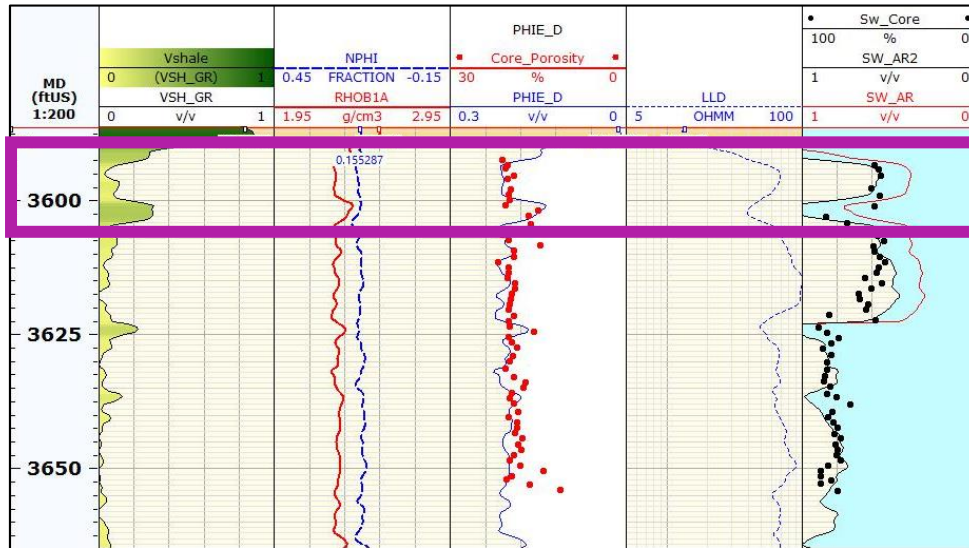 MD
(ftUS)
1:200
Vshale
0 (VSH_GR) 1
VSH_GR
0 v/v 1
NPHI
0.45 FRACTION -0.15
RHOB1A
1.95 g/cm3 2.95
PHIE_D
Core_Porosity
30 % 0
PHIE_D
0.3 v/v 0
LLD
5 OHMM 100
Sw_Core
100 % 0
SW_AR2
1 v/v 0
SW_AR
1 v/v 0
0.155287
3600
3625
3650